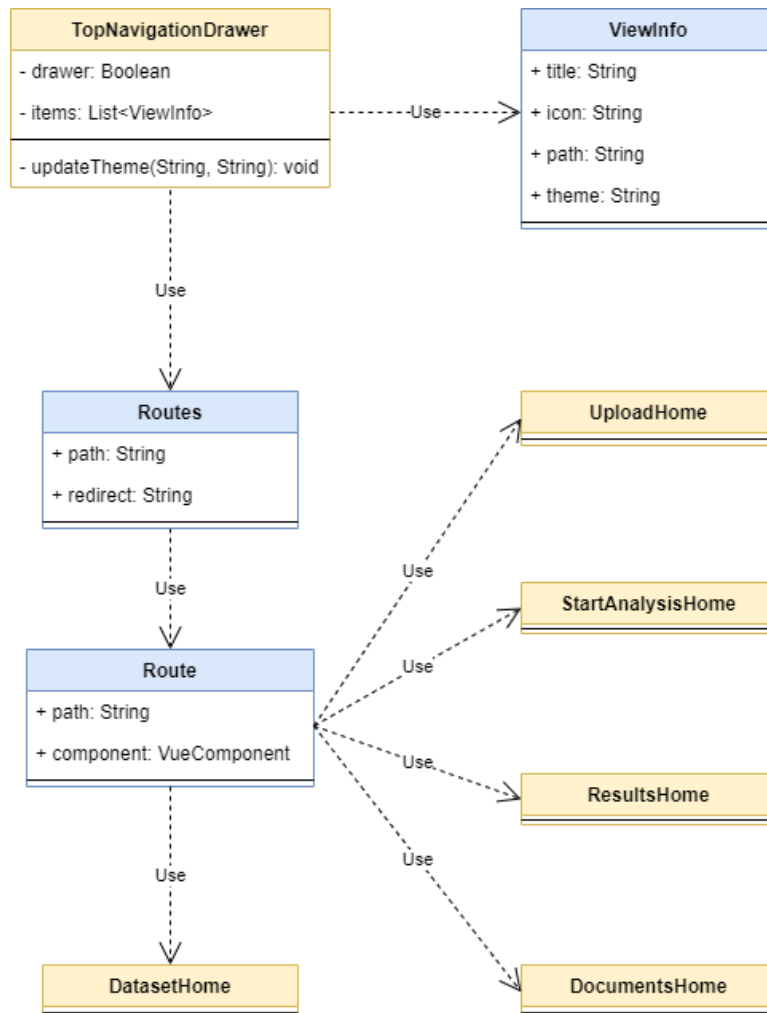 TopNavigationDrawer
- drawer: Boolean
- items: List<ViewInfo>
- updateTheme(String, String): void
Use
ViewInfo
+ title: String
+ icon: String
+ path: String
+ theme: String
Use
Routes
+ path: String
+ redirect: String
Use
Route
+ path: String
+ component: VueComponent
Use
UploadHome
Use
StartAnalysisHome
Use
ResultsHome
Use
DocumentsHome
Use
DatasetHome